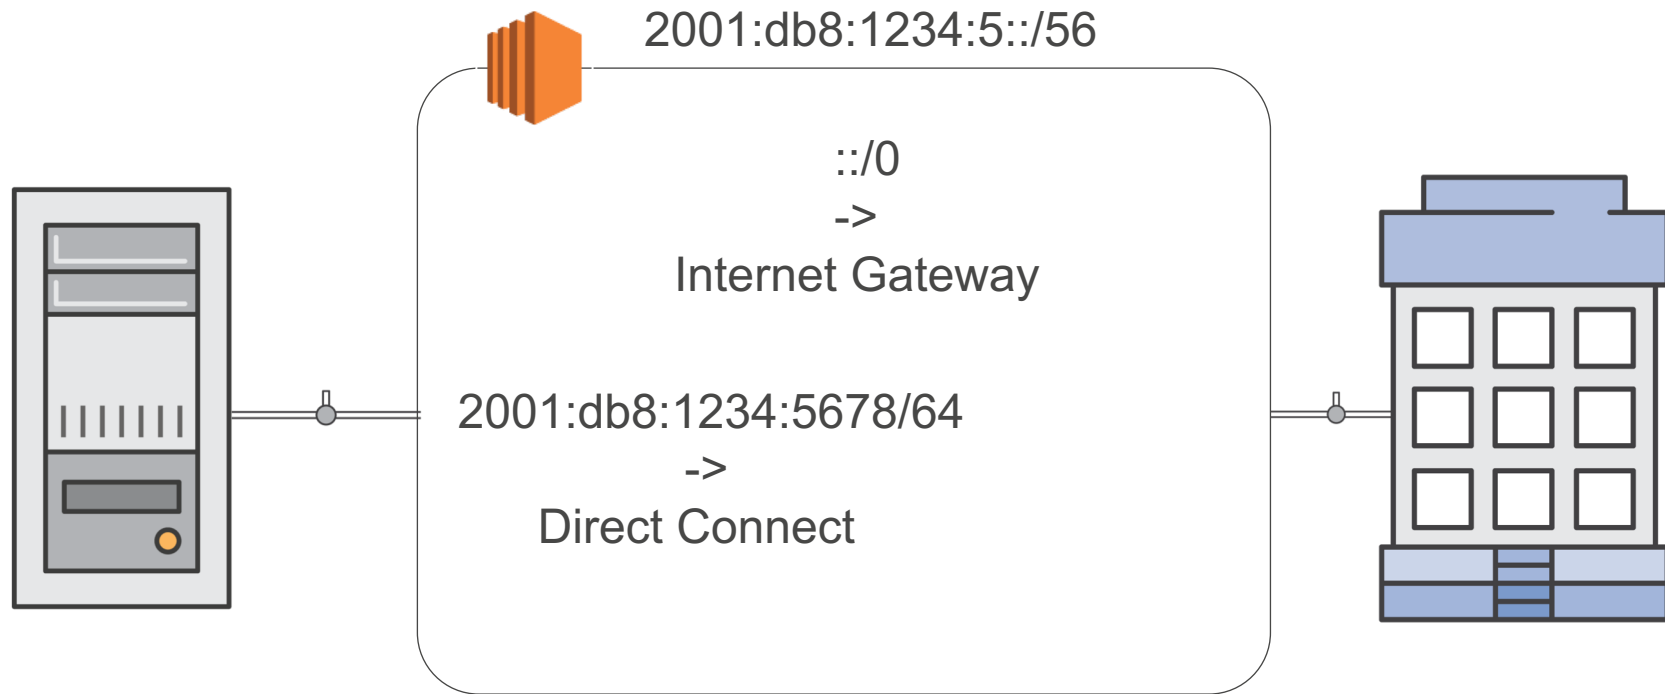 2001:db8:1234:5::/56
::/0
->
Internet Gateway
2001:db8:1234:5678/64
->
Direct Connect